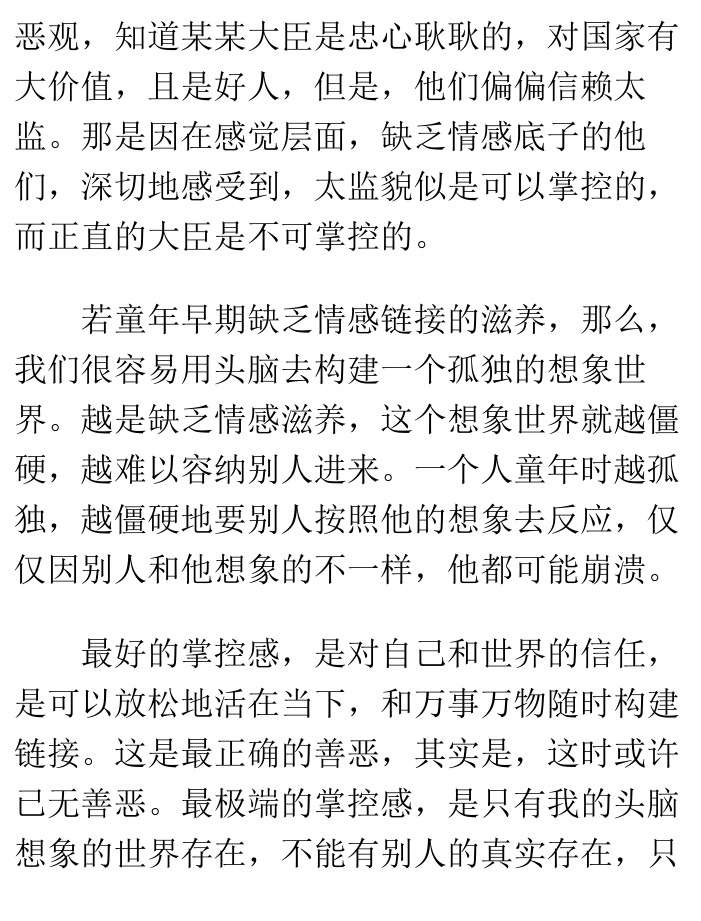 恶观，知道某某大臣是忠心耿耿的，对国家有
大价值，且是好人，但是，他们偏偏信赖太
监。那是因在感觉层面，缺乏情感底子的他
们，深切地感受到，太监貌似是可以掌控的，
而正直的大臣是不可掌控的。
若童年早期缺乏情感链接的滋养，那么，
我们很容易用头脑去构建一个孤独的想象世
界。越是缺乏情感滋养，这个想象世界就越僵
硬，越难以容纳别人进来。一个人童年时越孤
独，越僵硬地要别人按照他的想象去反应，仅
仅因别人和他想象的不一样，他都可能崩溃。
最好的掌控感，是对自己和世界的信任，
是可以放松地活在当下，和万事万物随时构建
链接。这是最正确的善恶，其实是，这时或许
已无善恶。最极端的掌控感，是只有我的头脑
想象的世界存在，不能有别人的真实存在，只